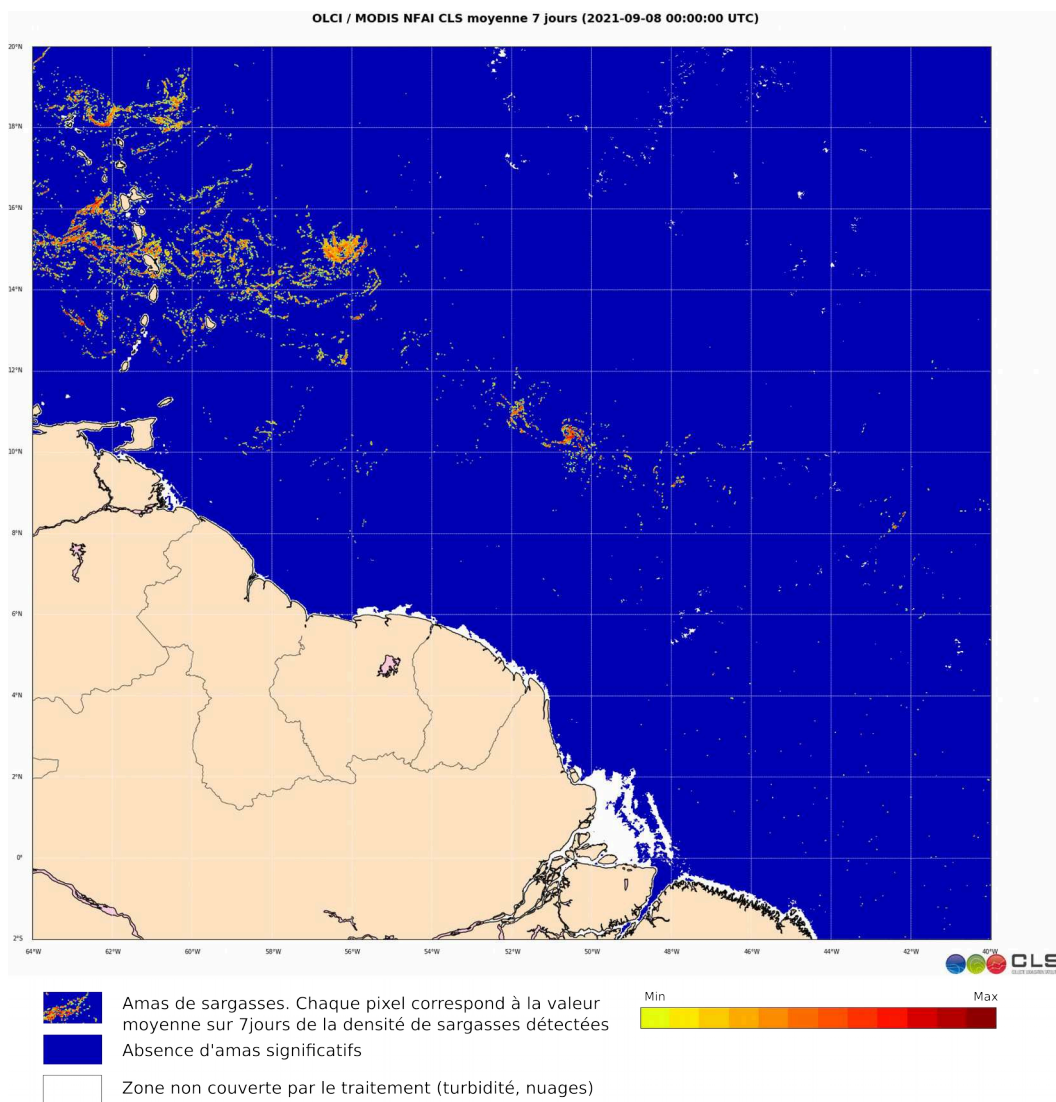 OLCI / MODIS NFAI CLS moyenne 7 jours (2021-09-08 00:00:00 UTC)
20°N
18°N
16°N
14°N
12°N
10°N
8°N
6°N
4°N
2°N
0°
2°S
64°W 62°W 60°W 58°W 56°W 54°W 52°W 50°W 48°W 46°W 44°W 42°W 40°W
CLS
Amas de sargasses. Chaque pixel correspond à la valeur
moyenne sur 7jours de la densité de sargasses détectées
Min Max
Absence d'amas significatifs
Zone non couverte par le traitement (turbidité, nuages)